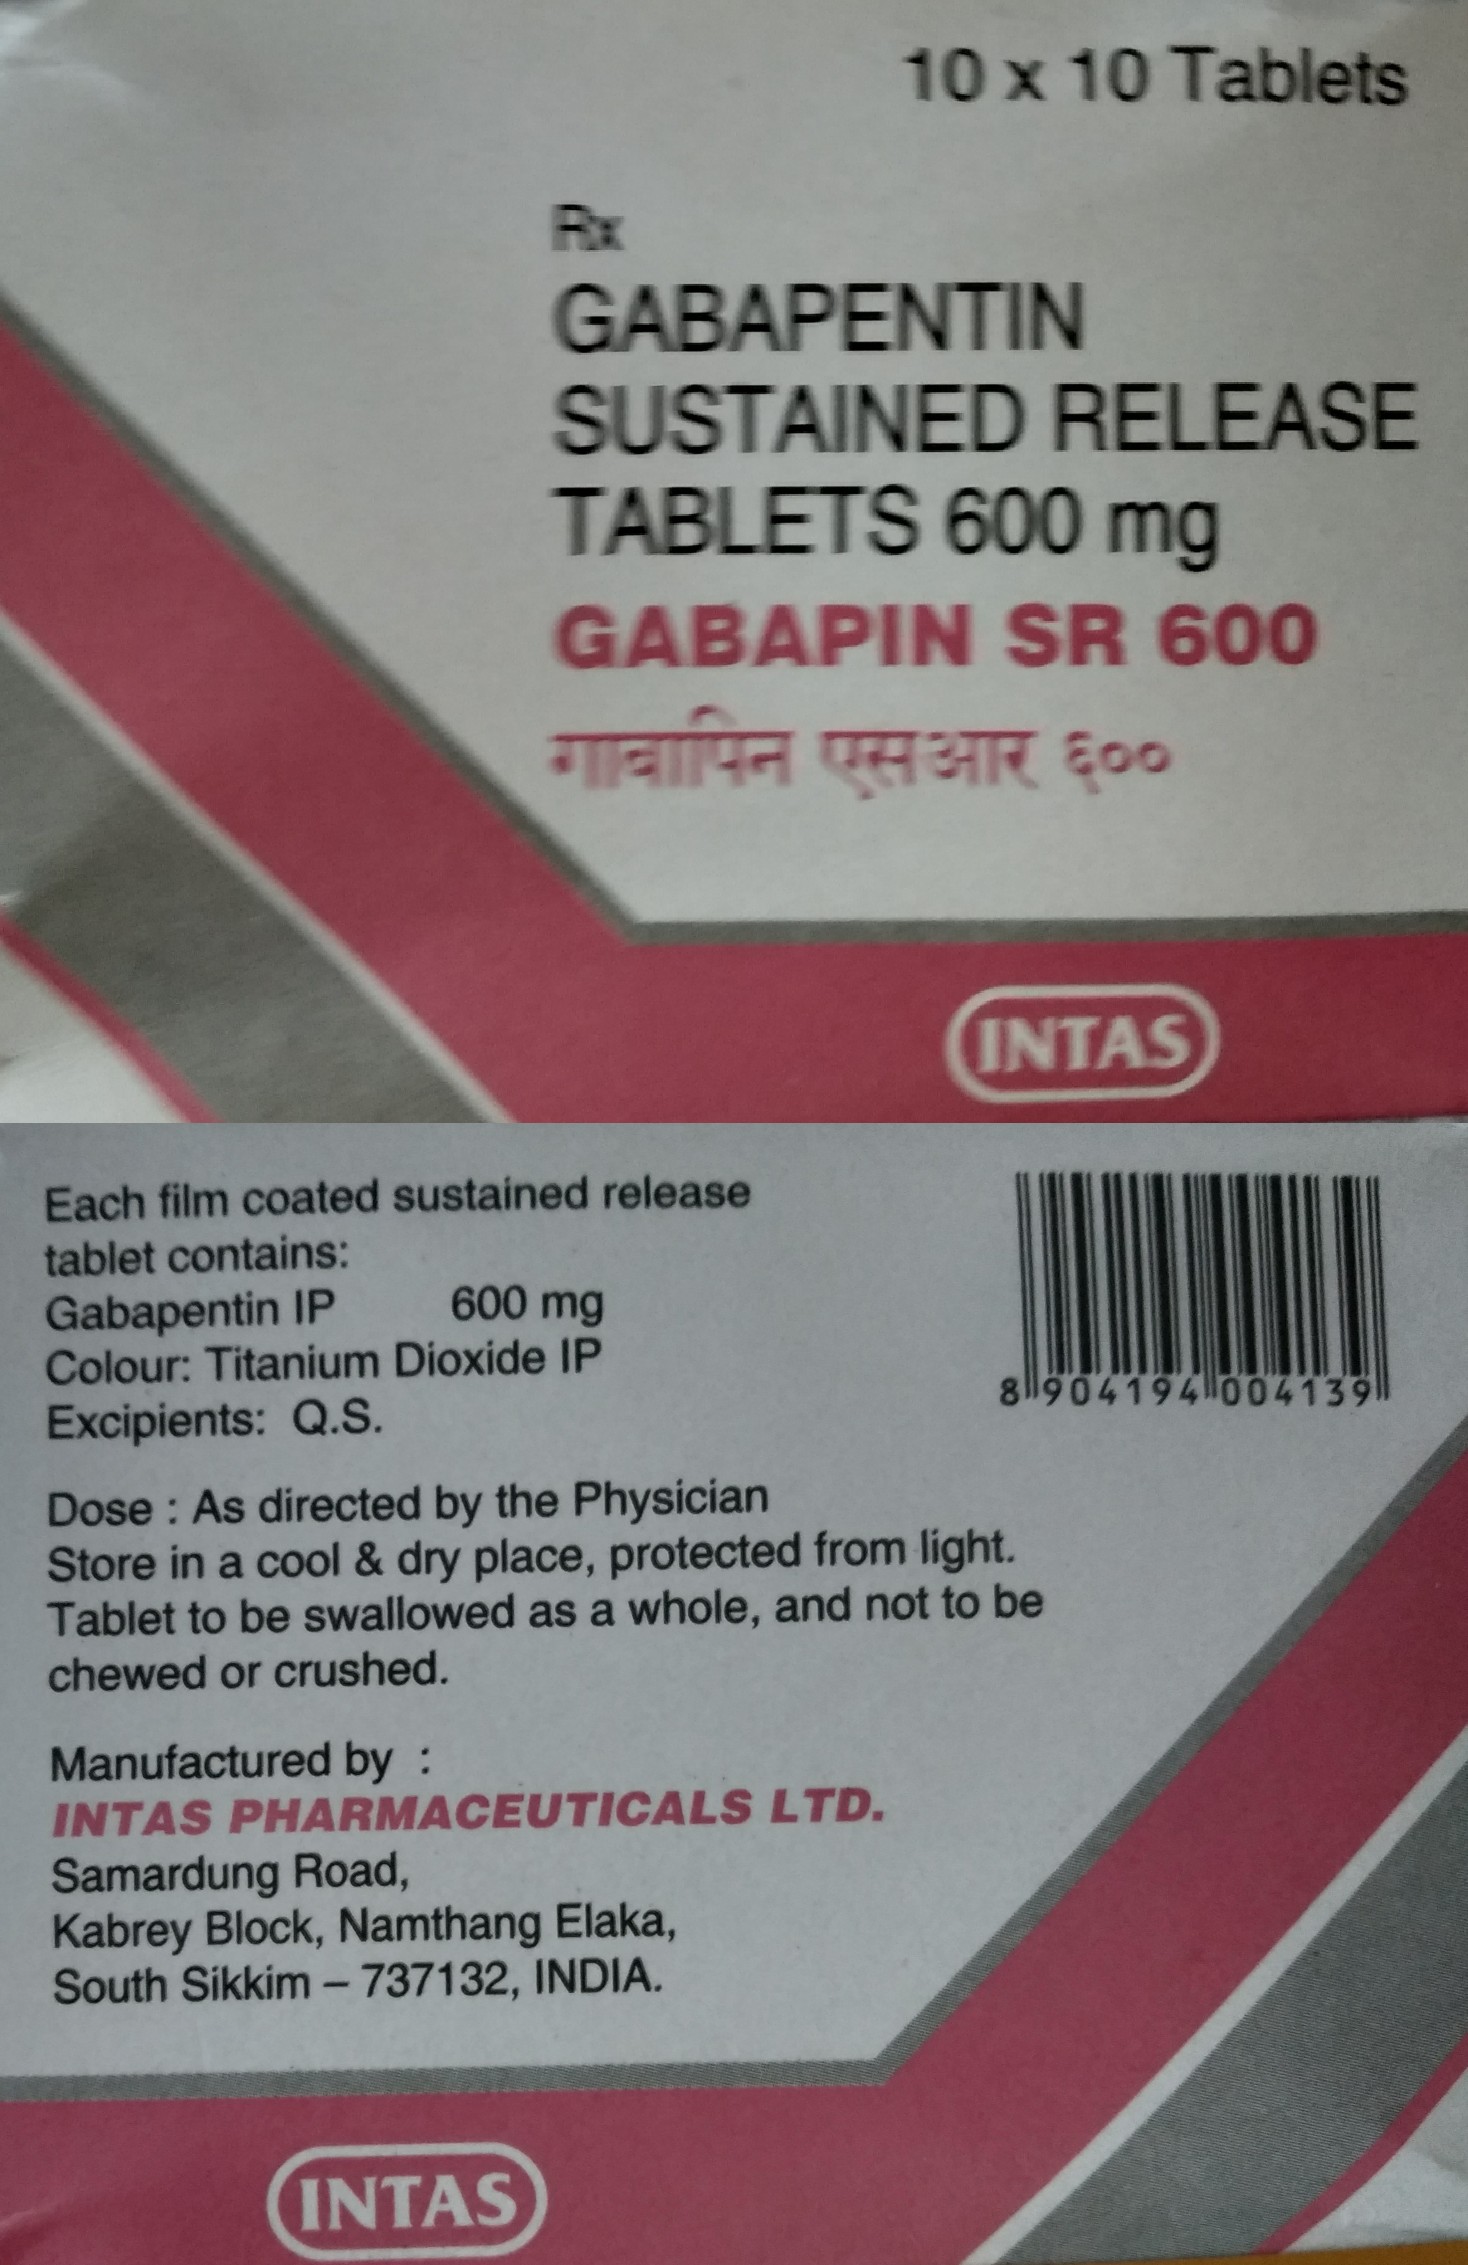 10 x 10 Tablets
Rx
GABAPENTIN
SUSTAINED RELEASE
TABLETS 600 mg
GABAPIN SR 600
गाबापिन एसआर ६००
INTAS
Each film coated sustained release
tablet contains:
Gabapentin IP 600 mg
Colour: Titanium Dioxide IP
Excipients: Q.S.
8 904194 004139
Dose : As directed by the Physician
Store in a cool & dry place, protected from light.
Tablet to be swallowed as a whole, and not to be
chewed or crushed.
Manufactured by :
INTAS PHARMACEUTICALS LTD.
Samardung Road,
Kabrey Block, Namthang Elaka,
South Sikkim – 737132, INDIA.
INTAS